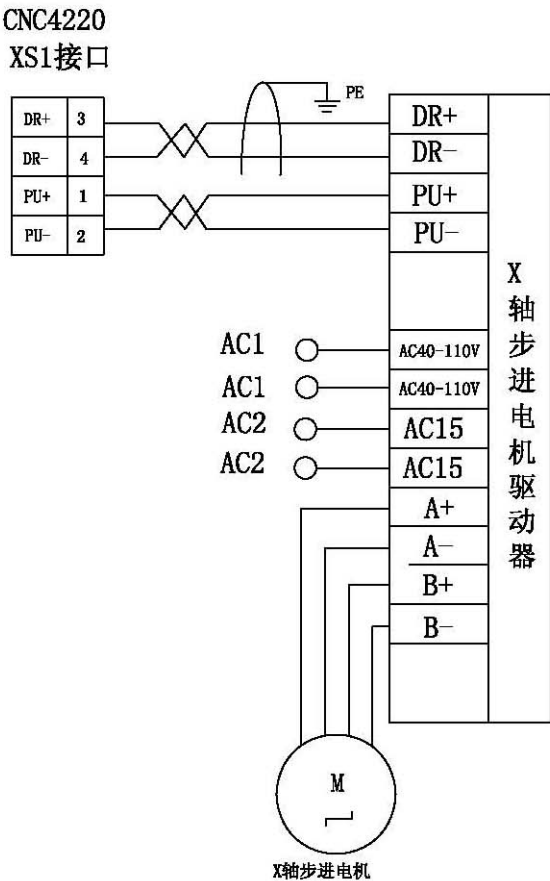 CNC4220
XS1接口
DR+ 3
DR- 4
PU+ 1
PU- 2
PE
DR+
DR-
PU+
PU-
AC1 AC40-110V
AC1 AC40-110V
AC2 AC15
AC2 AC15
A+
A-
B+
B-
X轴步进电机驱动器
M
X轴步进电机